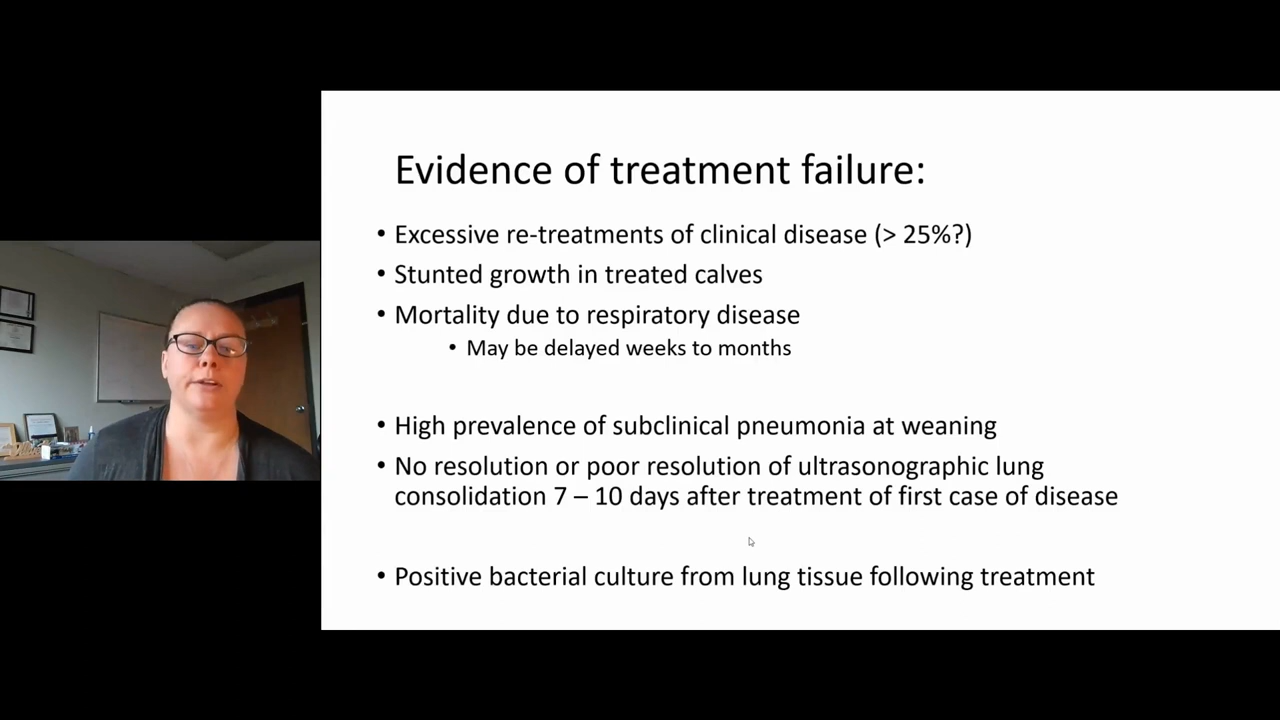 Evidence of treatment failure:
• Excessive re-treatments of clinical disease (> 25%?)
• Stunted growth in treated calves
• Mortality due to respiratory disease
• May be delayed weeks to months
• High prevalence of subclinical pneumonia at weaning
• No resolution or poor resolution of ultrasonographic lung
consolidation 7 – 10 days after treatment of first case of disease
• Positive bacterial culture from lung tissue following treatment